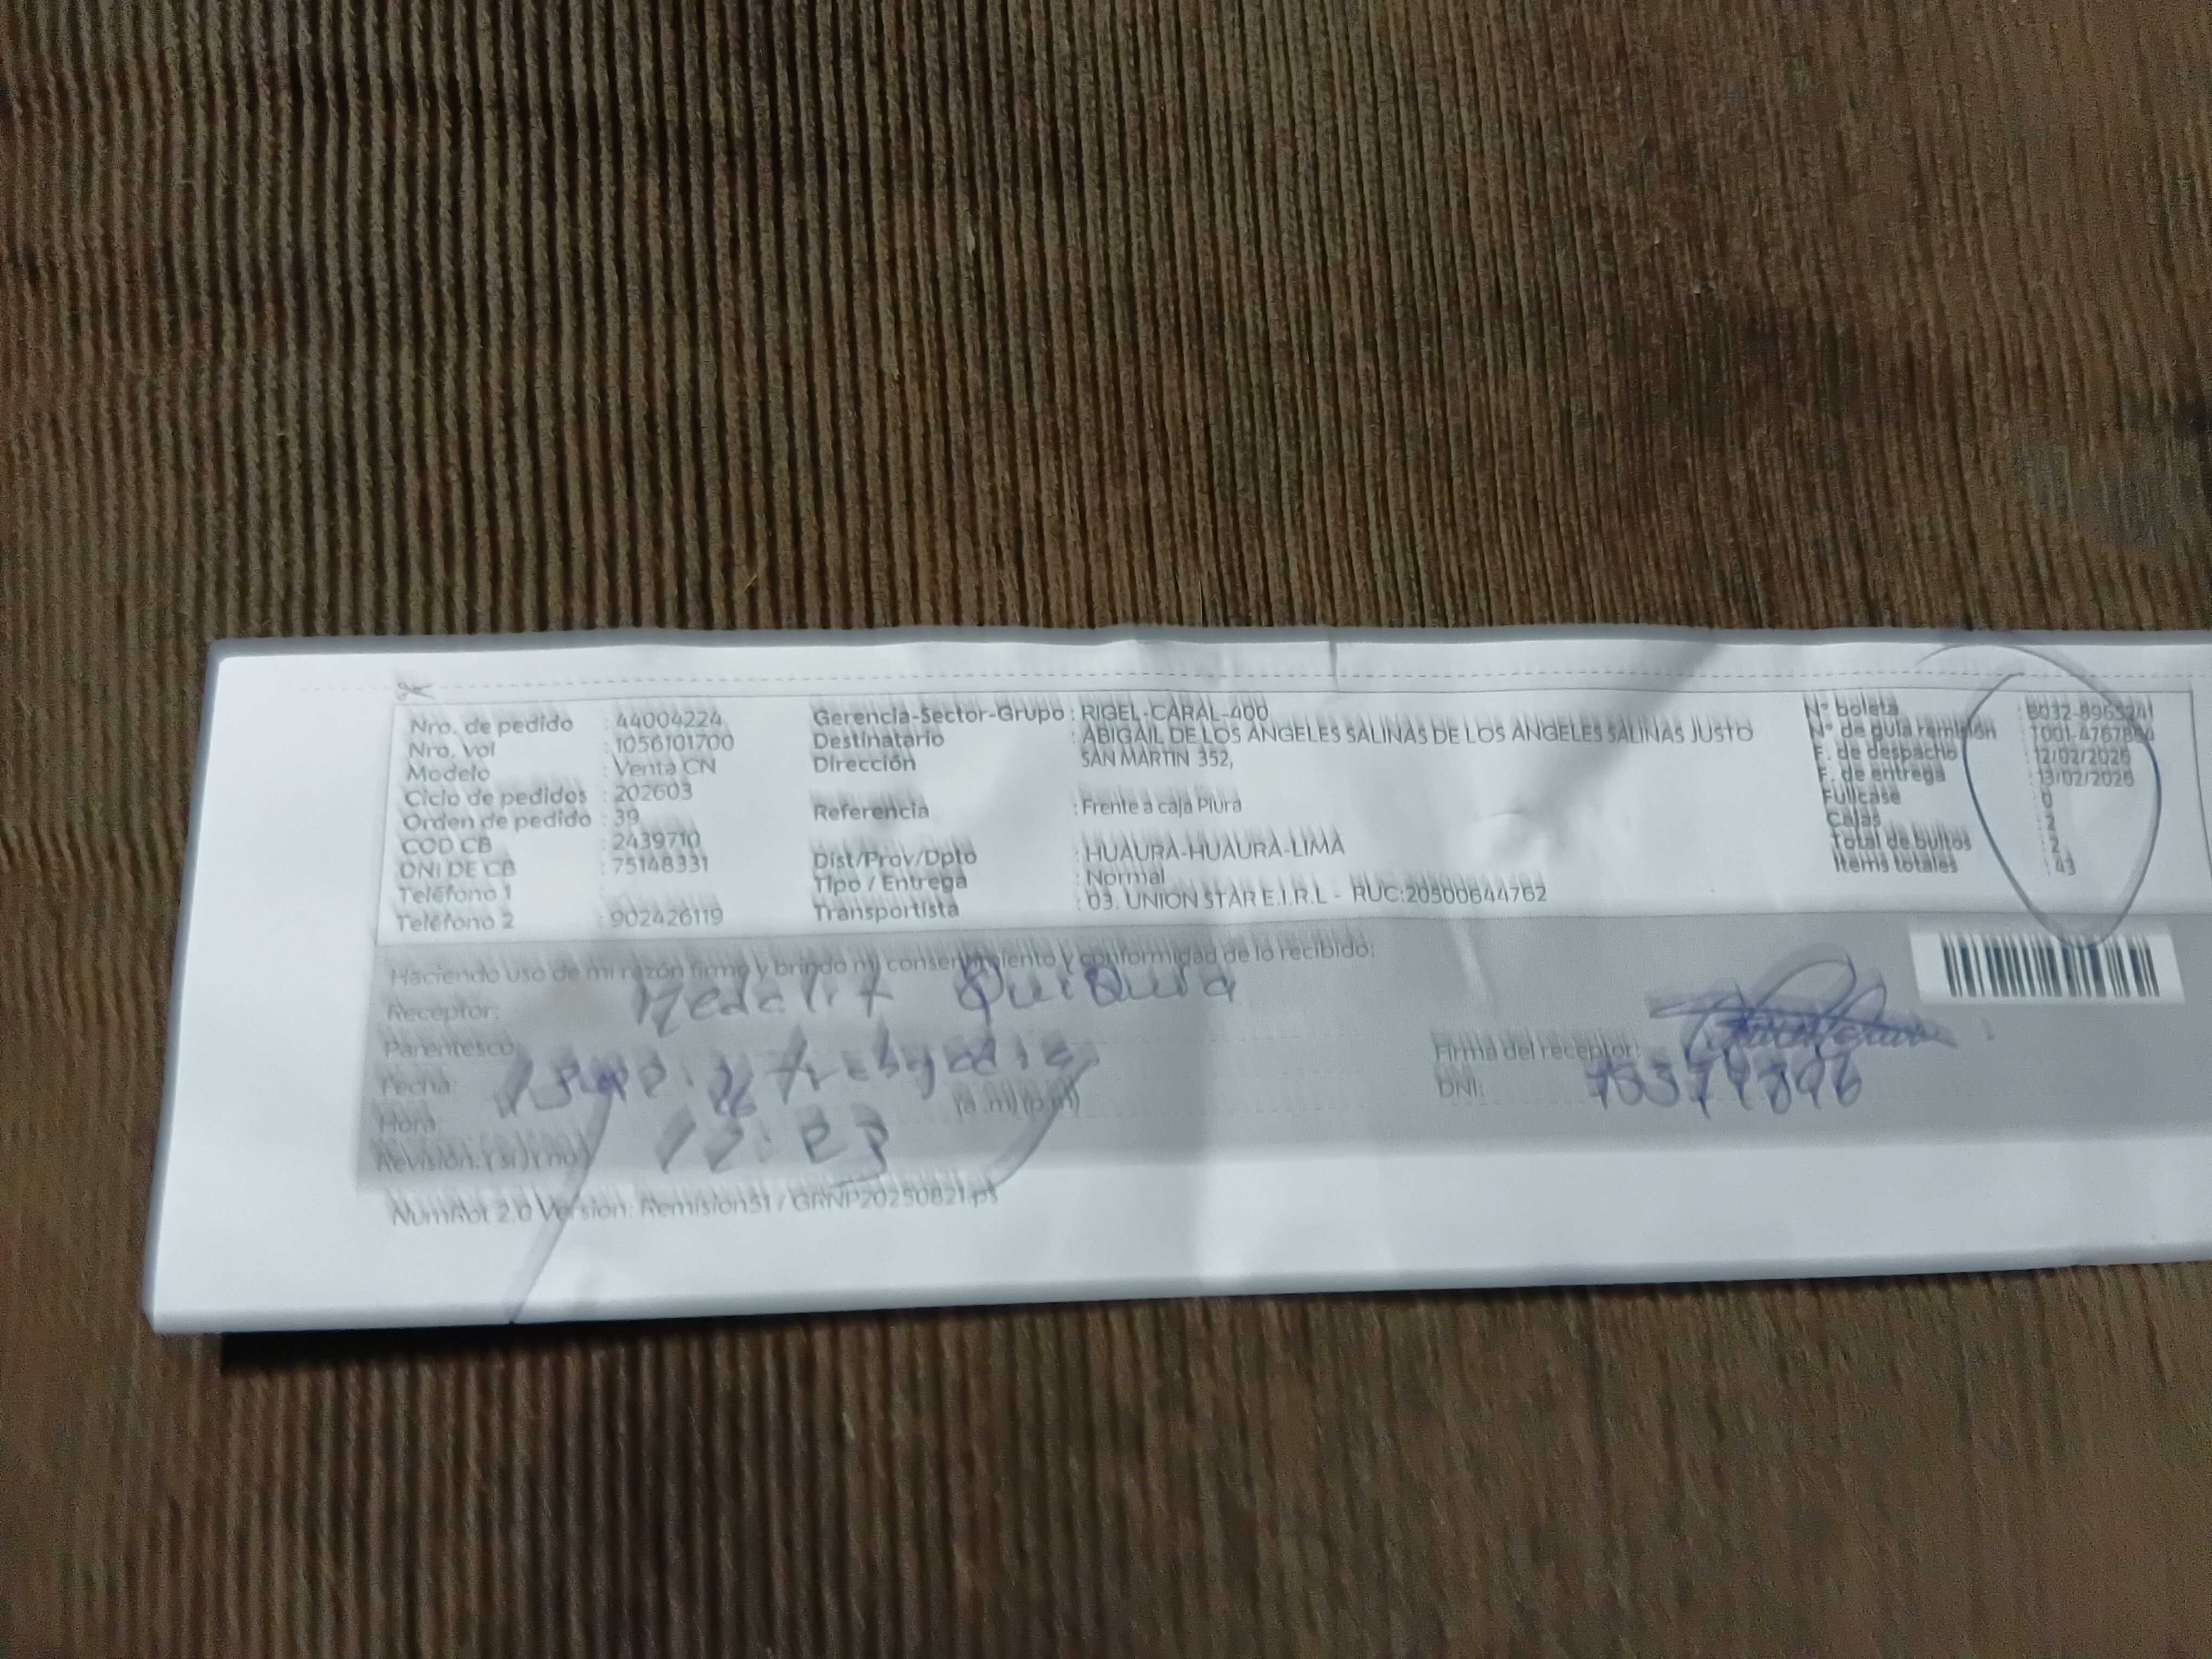 Nro. de pedido : 44004224
Nro. vol : 1056101700
Modelo : Venta CN
Ciclo de pedidos : 202603
Orden de pedido : 39
COD CB : 2439710
DNI DE CB : 75148331
Teléfono 1
Teléfono 2 : 902426119
Gerencia-Sector-Grupo : RIGEL-CARAL-400
Destinatario : ABIGAIL DE LOS ANGELES SALINAS DE LOS ANGELES SALINAS JUSTO
Dirección SAN MARTIN 352,
Referencia : Frente a caja Piura
Dist/Prov/Dpto : HUAURA-HUAURA-LIMA
Tipo / Entrega : Normal
Transportista : 03. UNION STAR E.I.R.L - RUC:20500644762
N° boleta
N° de guía remisión
F. de despacho : 12/02/2026
F. de entrega : 13/02/2026
Fullcase : 0
Cajas : 2
Total de bultos : 2
Items totales : 43
Haciendo uso de mi razón firmo y brindo mi consentimiento y conformidad de lo recibido:
Receptor:
Parentesco:
Fecha:
Hora: (a .m) (p.m)
Revisión: ( si ) ( no )
Firma del receptor:
DNI:
NumRot 2.0 Version: Remision51 / GRNP20250821.ps